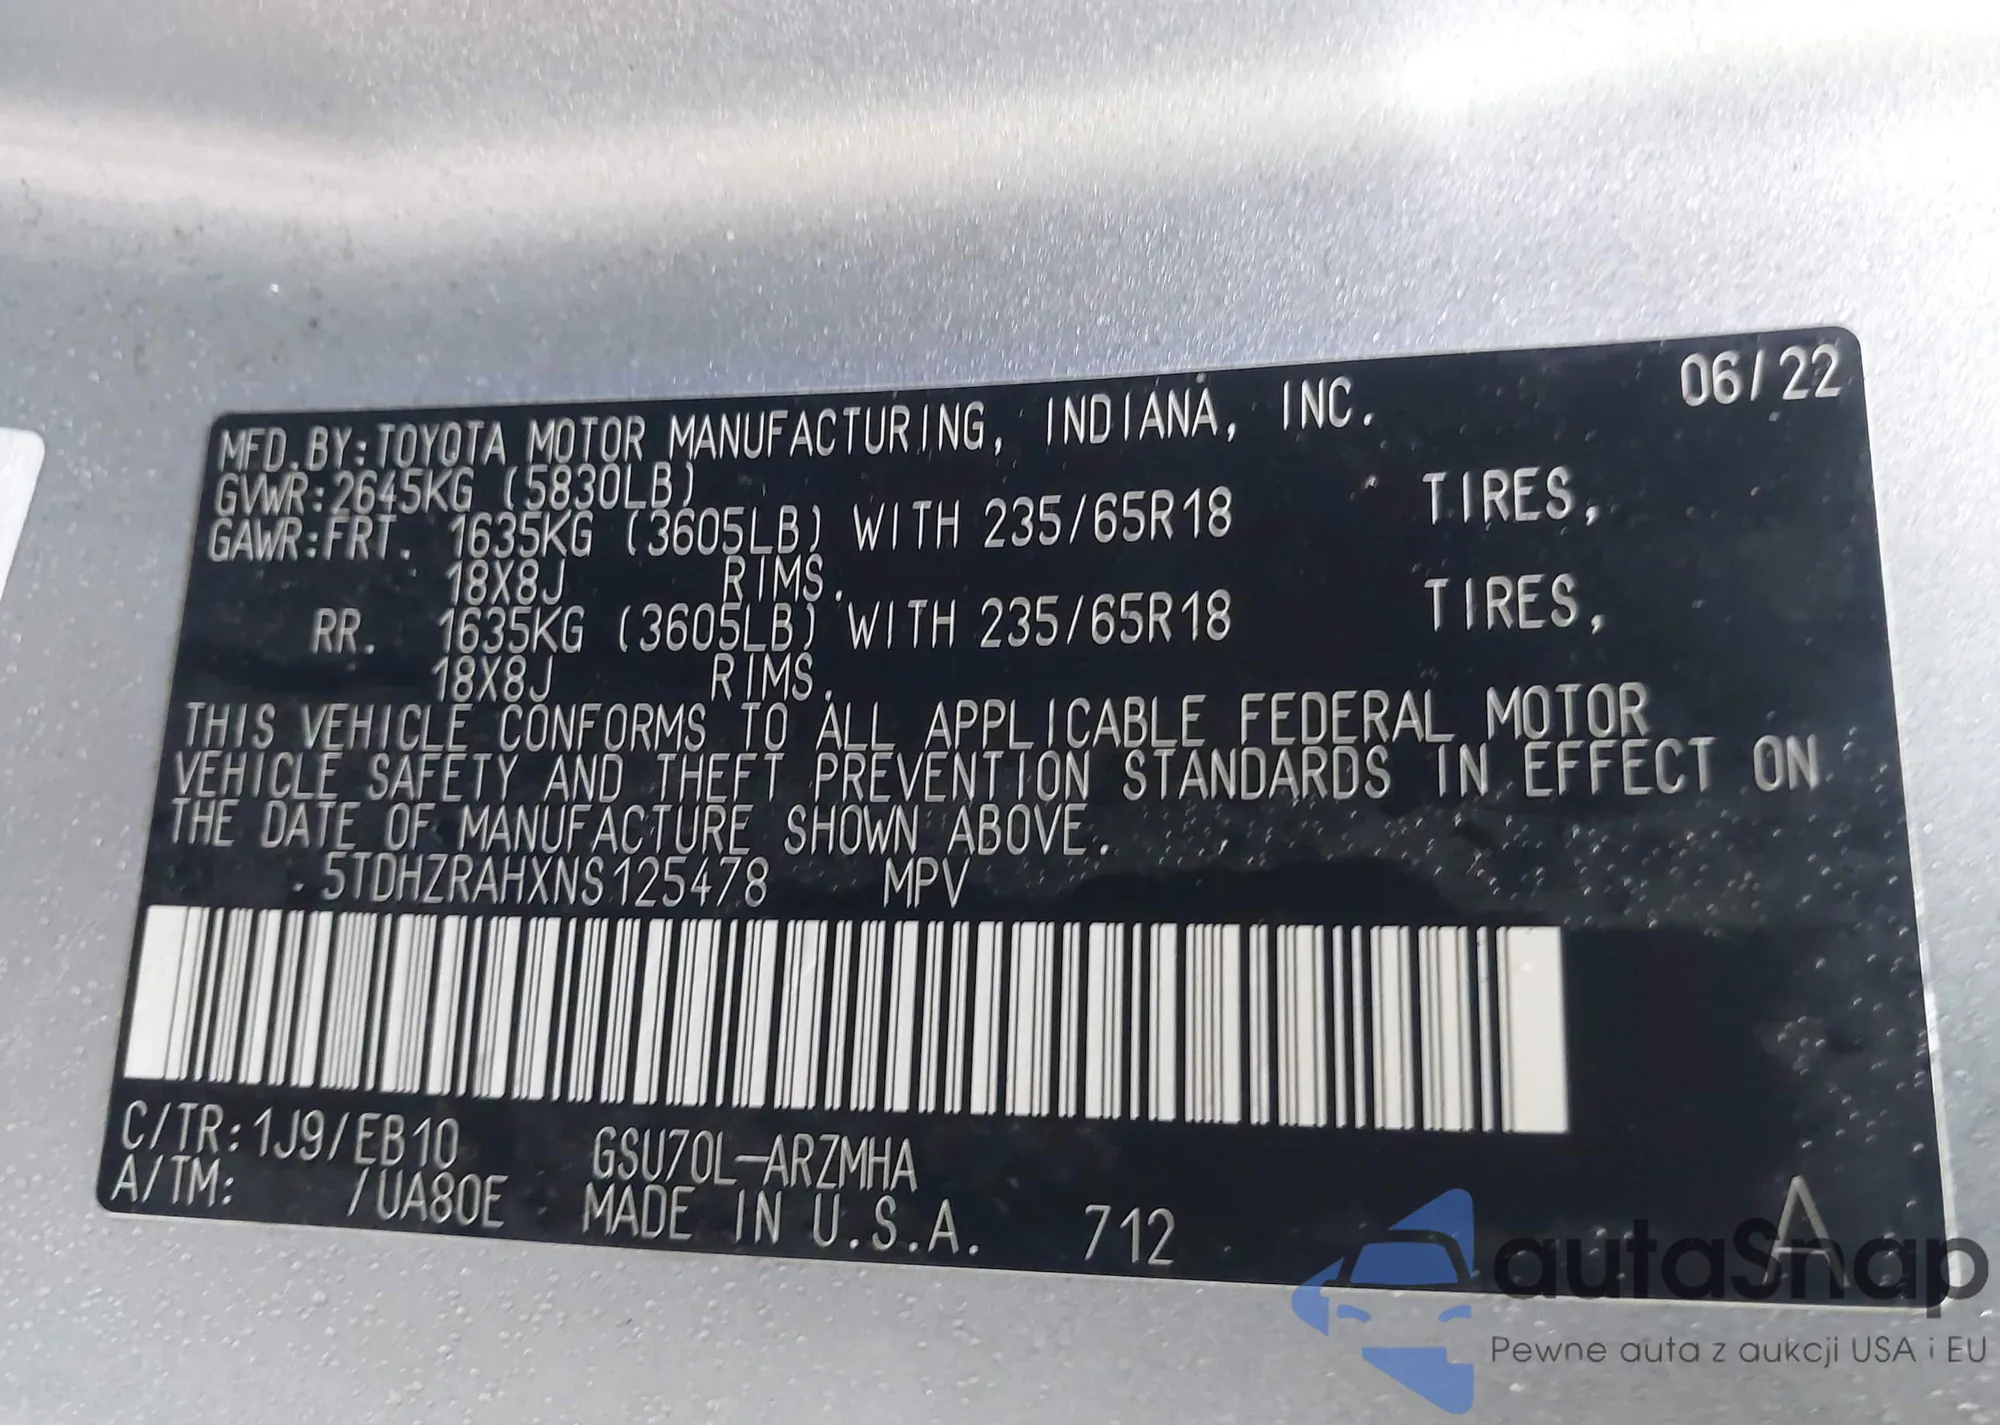 06/22
MFD.BY:TOYOTA MOTOR MANUFACTURING, INDIANA, INC.
GVWR:2645KG (5830LB)
GAWR:FRT. 1635KG (3605LB) WITH 235/65R18 TIRES,
18X8J RIMS.
RR. 1635KG (3605LB) WITH 235/65R18 TIRES,
18X8J RIMS.
THIS VEHICLE CONFORMS TO ALL APPLICABLE FEDERAL MOTOR
VEHICLE SAFETY AND THEFT PREVENTION STANDARDS IN EFFECT ON
THE DATE OF MANUFACTURE SHOWN ABOVE.
5TDHZRAHXNS125478 MPV
C/TR:1J9/EB10 GSU70L-ARZMHA
A/TM: /UA80E MADE IN U.S.A. 712 A
autaSnap
Pewne auta z aukcji USA i EU